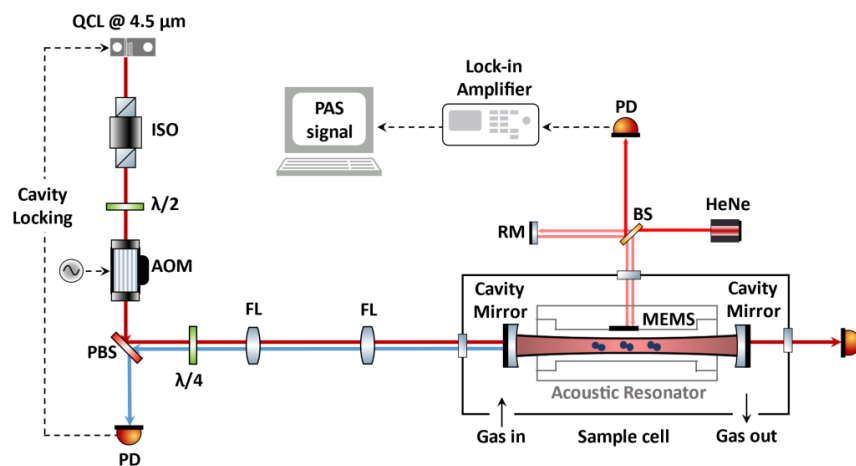 QCL @ 4.5 µm
ISO
λ/2
Cavity
Locking
AOM
PBS
λ/4
PD
FL
FL
PAS
signal
Lock-in
Amplifier
PD
BS
HeNe
RM
Cavity
Mirror
MEMS
Cavity
Mirror
Acoustic Resonator
Gas in
Sample cell
Gas out